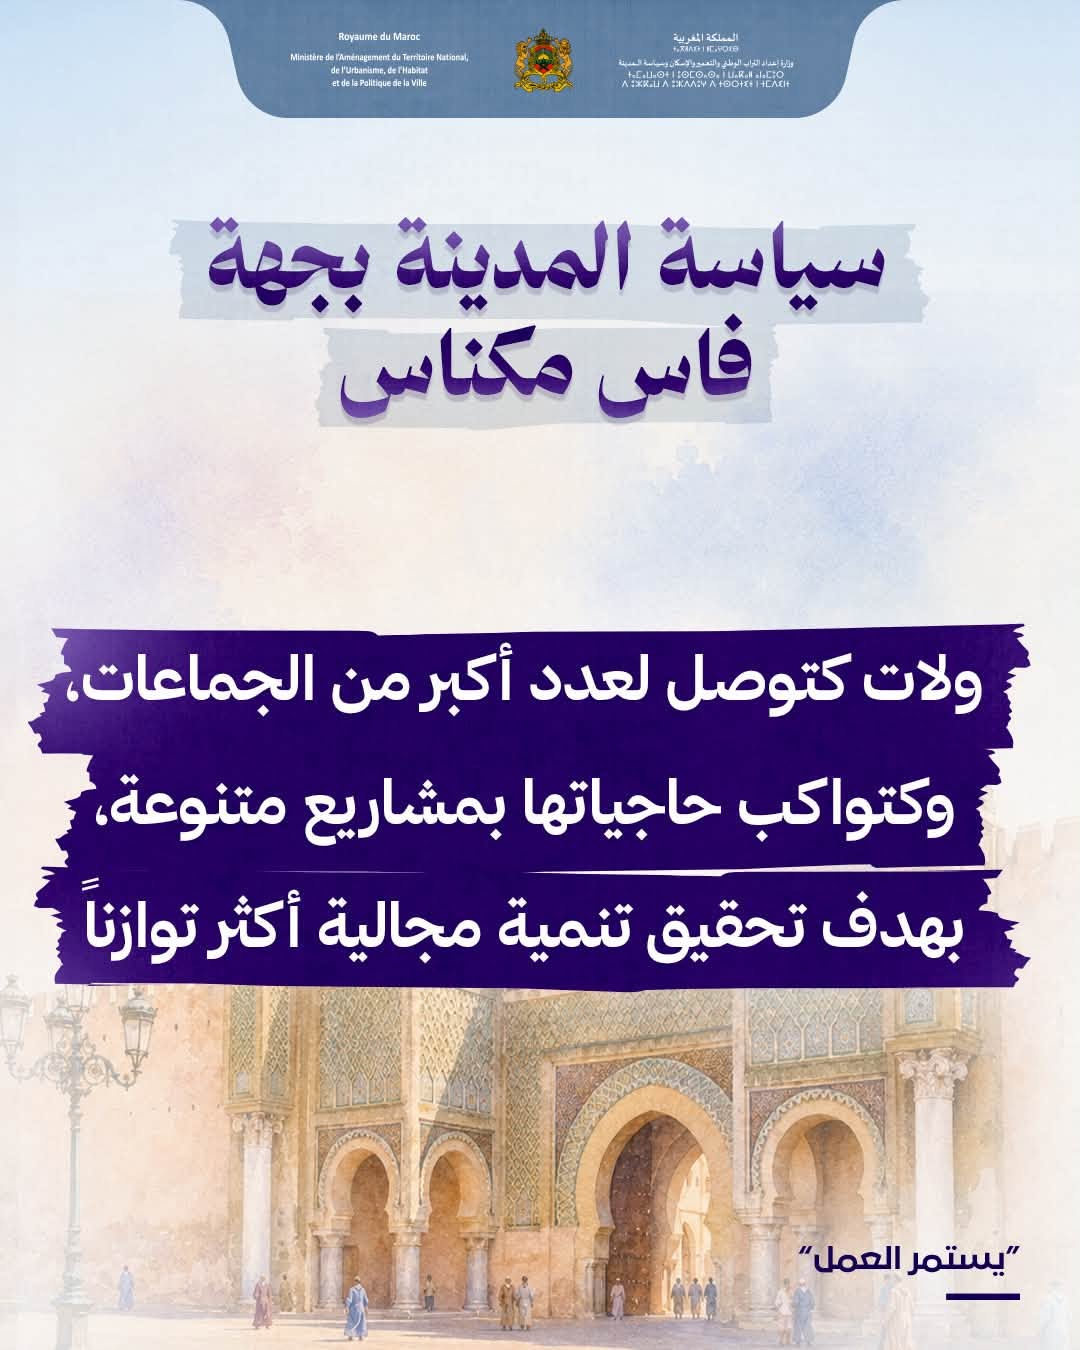 Royaume du Maroc
Ministère de l'Aménagement du Territoire National,
de l'Urbanisme, de l'Habitat
et de la Politique de la Ville
المملكة المغربية
ⵜⴰⴳⵍⴷⵉⵜ ⵏ ⵍⵎⵖⵔⵉⴱ
وزارة إعداد التراب الوطني والتعمير والإسكان وسياسة المدينة
سياسة المدينة بجهة
فاس مكناس
ولات كتوصل لعدد أكبر من الجماعات،
وكتواكب حاجياتها بمشاريع متنوعة،
بهدف تحقيق تنمية مجالية أكثر توازناً
"يستمر العمل"